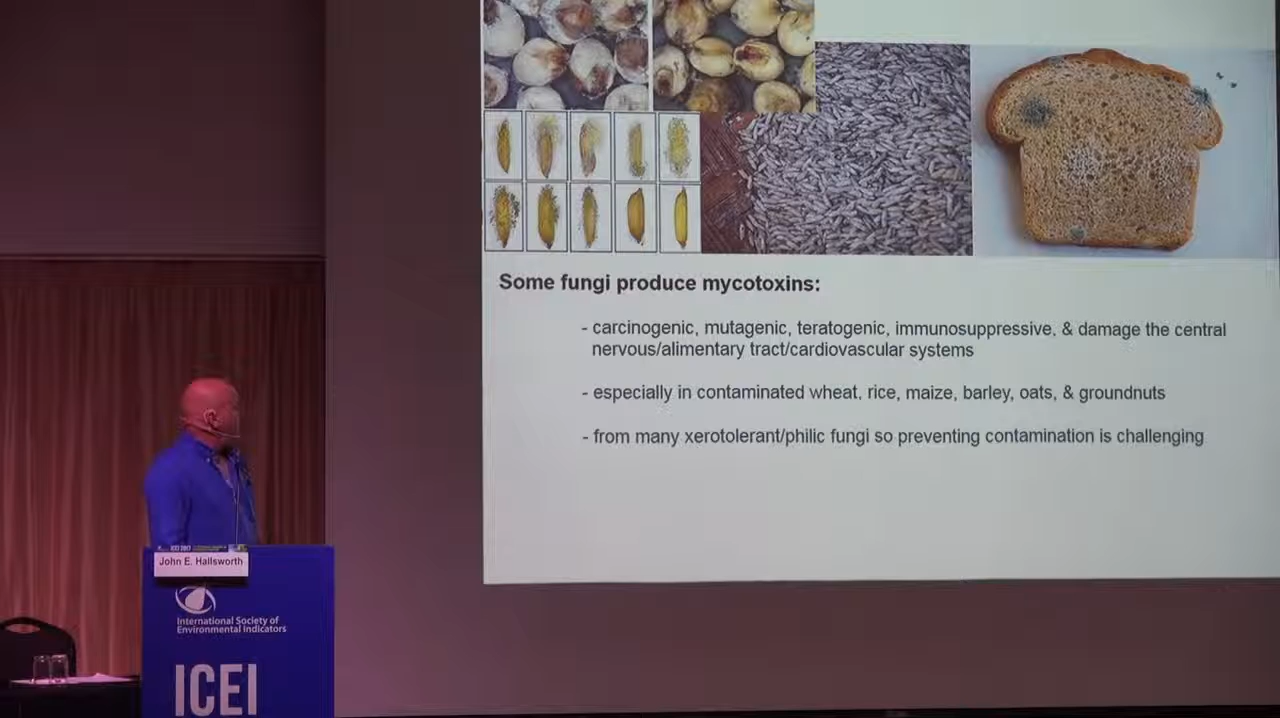 Some fungi produce mycotoxins:
- carcinogenic, mutagenic, teratogenic, immunosuppressive, & damage the central
nervous/alimentary tract/cardiovascular systems
- especially in contaminated wheat, rice, maize, barley, oats, & groundnuts
- from many xerotolerant/philic fungi so preventing contamination is challenging
ICEI 2017
John E. Hallsworth
International Society of
Environmental Indicators
ICEI